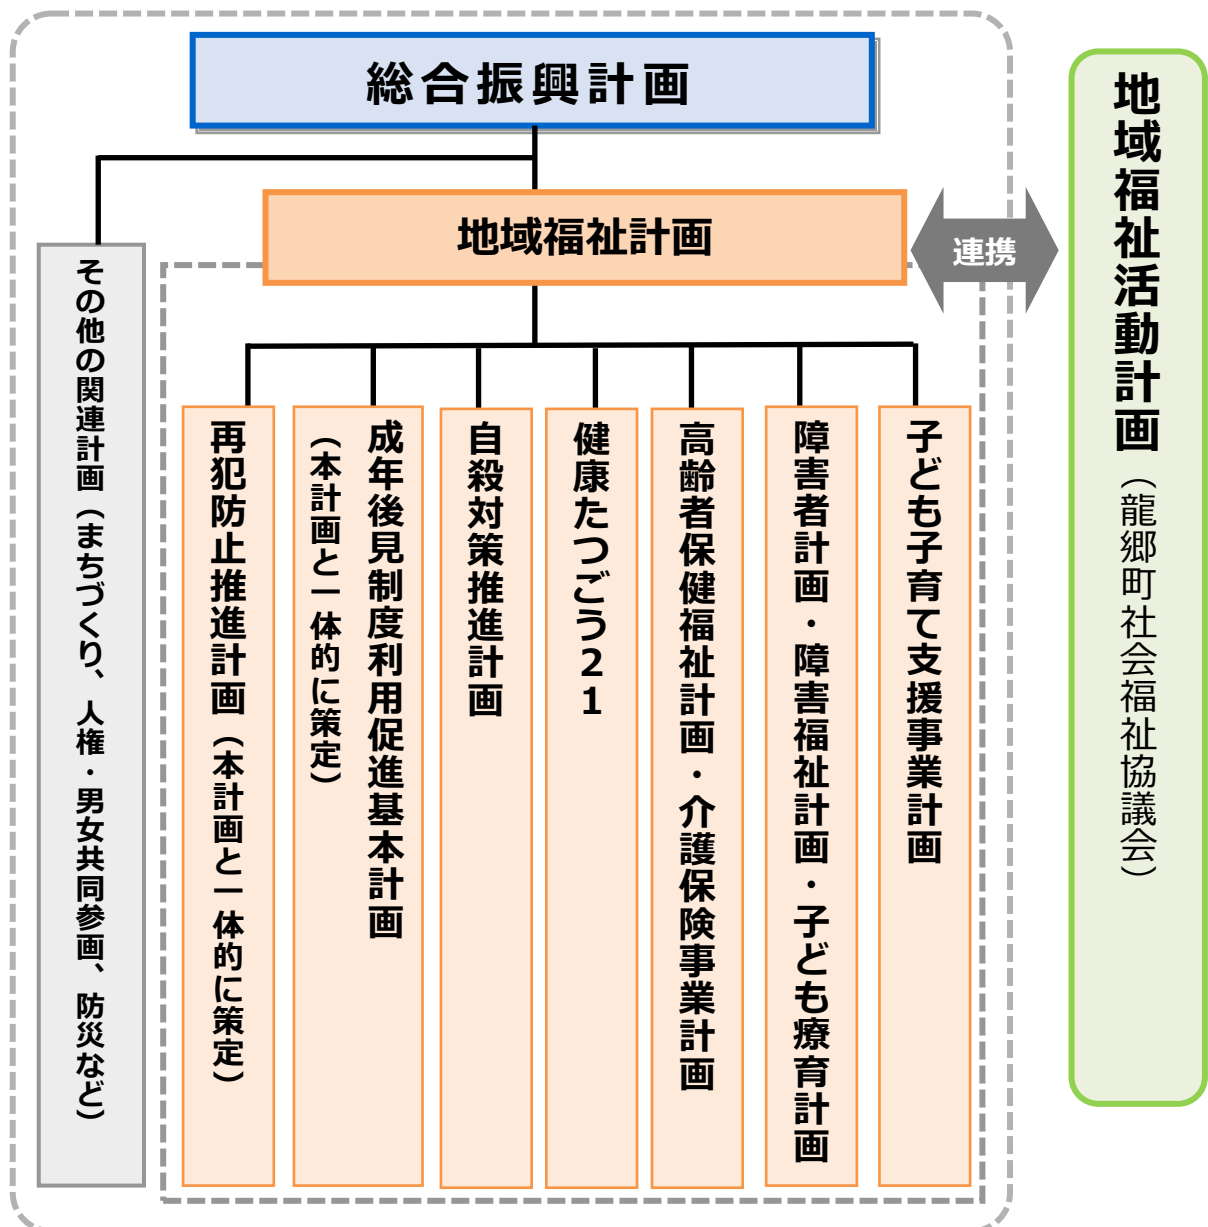 総合振興計画
地域福祉計画
連携
地域福祉活動計画（龍郷町社会福祉協議会）
子ども子育て支援事業計画
障害者計画・障害福祉計画・子ども療育計画
高齢者保健福祉計画・介護保険事業計画
健康たつごう21
自殺対策推進計画
成年後見制度利用促進基本計画
（本計画と一体的に策定）
再犯防止推進計画（本計画と一体的に策定）
その他の関連計画（まちづくり、人権・男女共同参画、防災など）